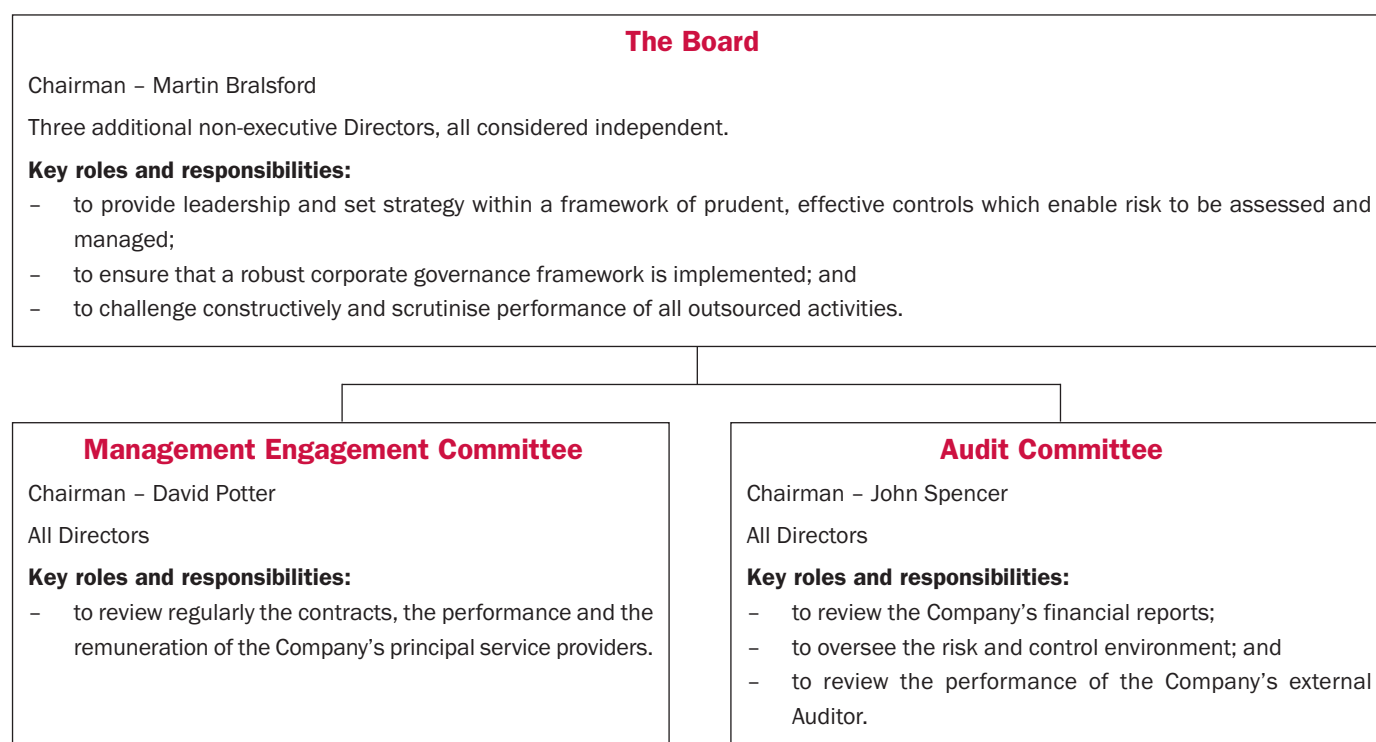 The Board
Chairman – Martin Bralsford
Three additional non-executive Directors, all considered independent.
Key roles and responsibilities:
– to provide leadership and set strategy within a framework of prudent, effective controls which enable risk to be assessed and
managed;
– to ensure that a robust corporate governance framework is implemented; and
– to challenge constructively and scrutinise performance of all outsourced activities.
Management Engagement Committee
Chairman – David Potter
All Directors
Key roles and responsibilities:
– to review regularly the contracts, the performance and the
remuneration of the Company’s principal service providers.
Audit Committee
Chairman – John Spencer
All Directors
Key roles and responsibilities:
– to review the Company’s financial reports;
– to oversee the risk and control environment; and
– to review the performance of the Company’s external
Auditor.